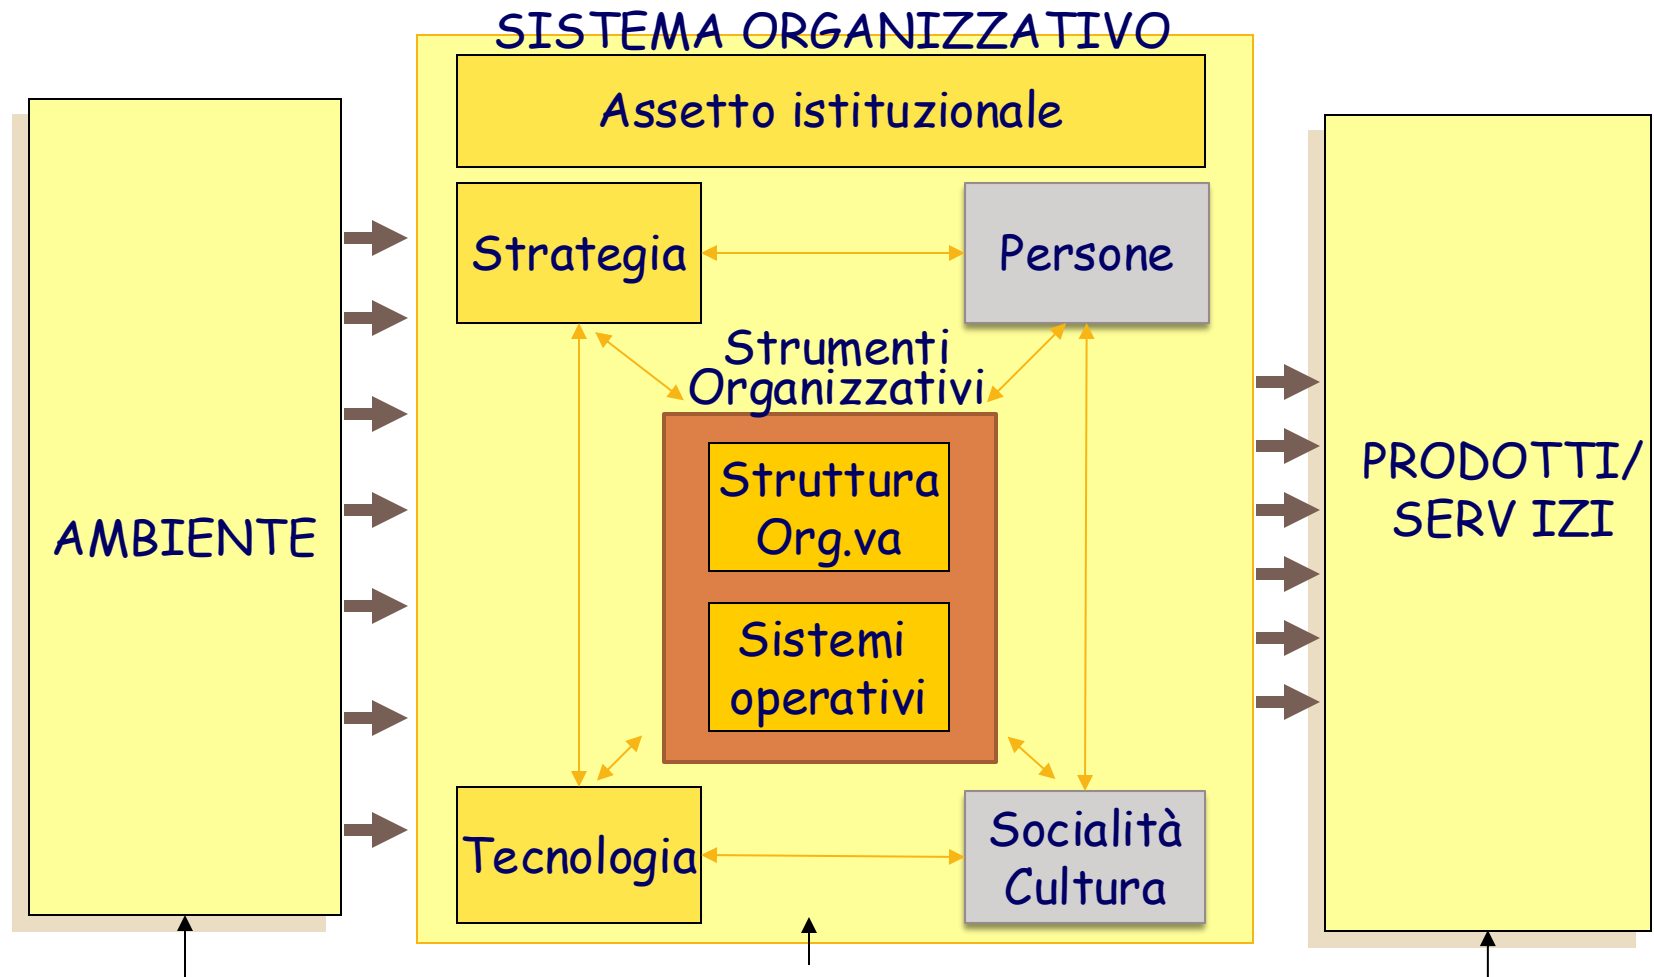 SISTEMA ORGANIZZATIVO
Assetto istituzionale
Strategia
Persone
Strumenti
Organizzativi
Struttura
Org.va
Sistemi
operativi
AMBIENTE
PRODOTTI/
SERV IZI
Tecnologia
Socialità
Cultura